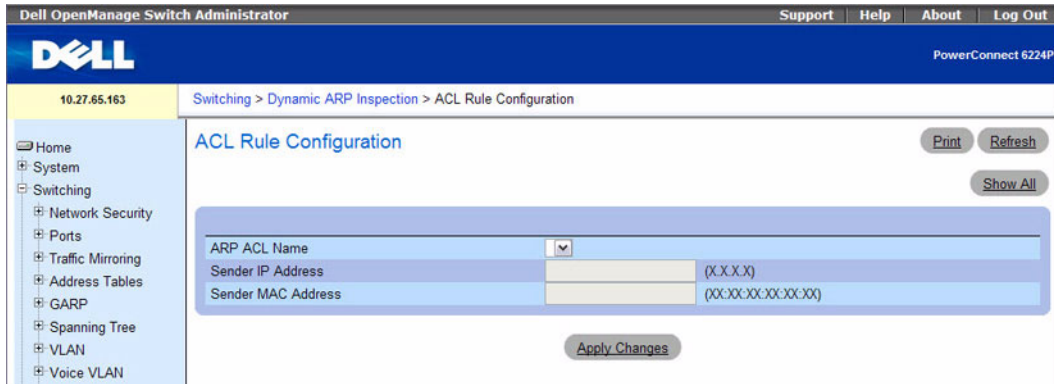 Dell OpenManage Switch Administrator
Support
Help
About
Log Out
DELL
PowerConnect 6224P
10.27.65.163
Switching > Dynamic ARP Inspection > ACL Rule Configuration
Home
System
Switching
Network Security
Ports
Traffic Mirroring
Address Tables
GARP
Spanning Tree
VLAN
Voice VLAN
ACL Rule Configuration
Print
Refresh
Show All
ARP ACL Name
Sender IP Address
(X.X.X.X)
Sender MAC Address
(XX:XX:XX:XX:XX:XX)
Apply Changes